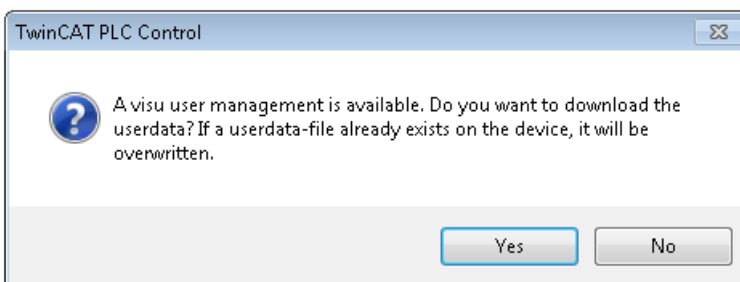 TwinCAT PLC Control
A visu user management is available. Do you want to download the
userdata? If a userdata-file already exists on the device, it will be
overwritten.
Yes
No